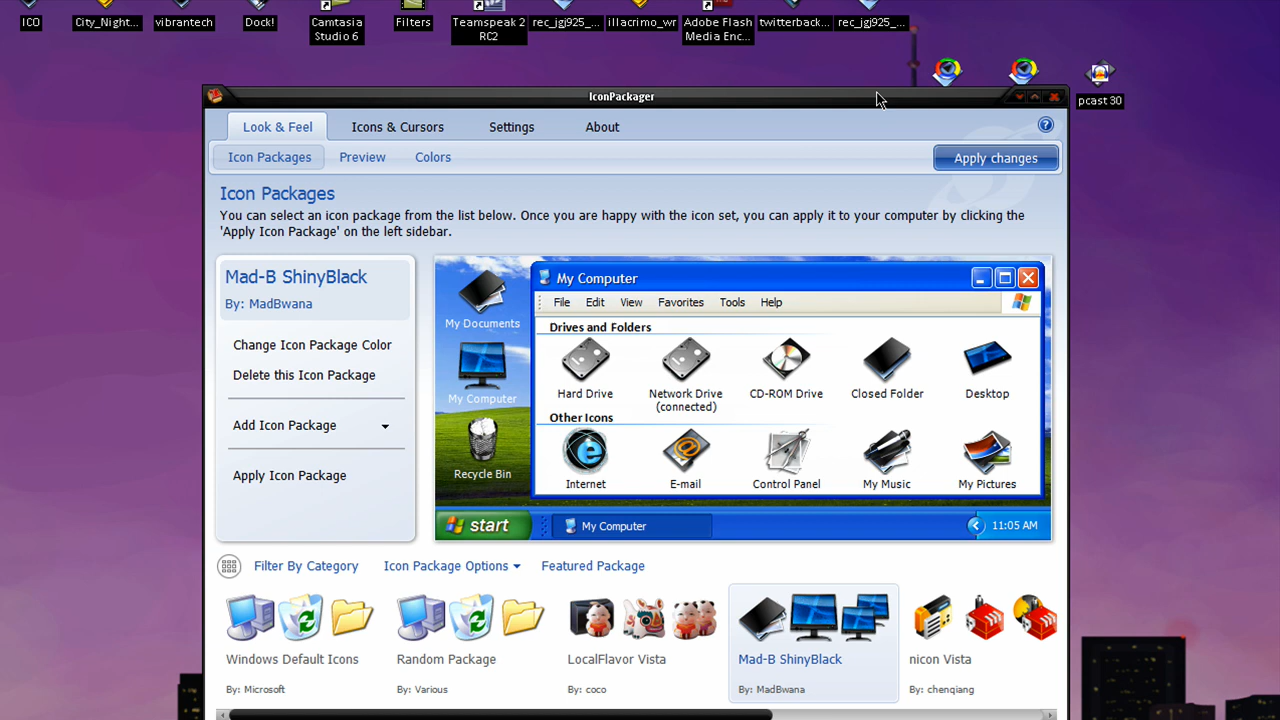 ICO
City_Night...
vibrantech
Dock!
Camtasia
Studio 6
Filters
Teamspeak 2
RC2
rec_jgj925_...
illacrimo_wr
Adobe Flash
Media Enc...
twitterback...
rec_jgj925_...
pcast 30
IconPackager
Look & Feel
Icons & Cursors
Settings
About
?
Icon Packages
Preview
Colors
Apply changes
Icon Packages
You can select an icon package from the list below. Once you are happy with the icon set, you can apply it to your computer by clicking the
'Apply Icon Package' on the left sidebar.
Mad-B ShinyBlack
By: MadBwana
Change Icon Package Color
Delete this Icon Package
Add Icon Package
Apply Icon Package
My Documents
My Computer
Recycle Bin
My Computer
File Edit View Favorites Tools Help
Drives and Folders
Hard Drive
Network Drive
(connected)
CD-ROM Drive
Closed Folder
Desktop
Other Icons
Internet
E-mail
Control Panel
My Music
My Pictures
start
My Computer
11:05 AM
Filter By Category
Icon Package Options
Featured Package
Windows Default Icons
By: Microsoft
Random Package
By: Various
LocalFlavor Vista
By: coco
Mad-B ShinyBlack
By: MadBwana
nicon Vista
By: chenqiang